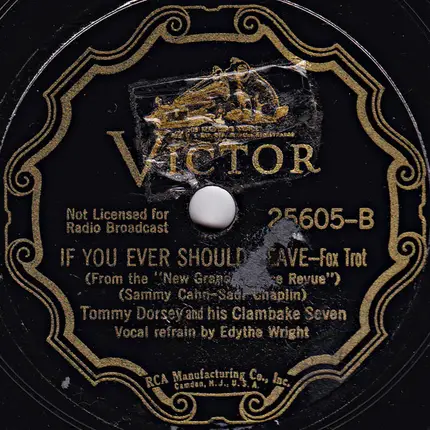 VICTOR
Not Licensed for
Radio Broadcast
25605-B
IF YOU EVER SHOULD LEAVE-Fox Trot
(From the "New Grand Revue")
(Sammy Cahn-Saul Chaplin)
Tommy Dorsey and his Clambake Seven
Vocal refrain by Edythe Wright
RCA Manufacturing Co., Inc.
Camden, N.J., U.S.A.